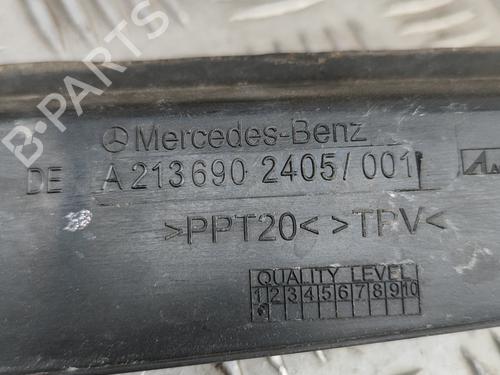 Mercedes-Benz
DE A 213 690 2405 / 001
>PPT20< >TPV<
QUALITY LEVEL
1 2 3 4 5 6 7 8 9 10